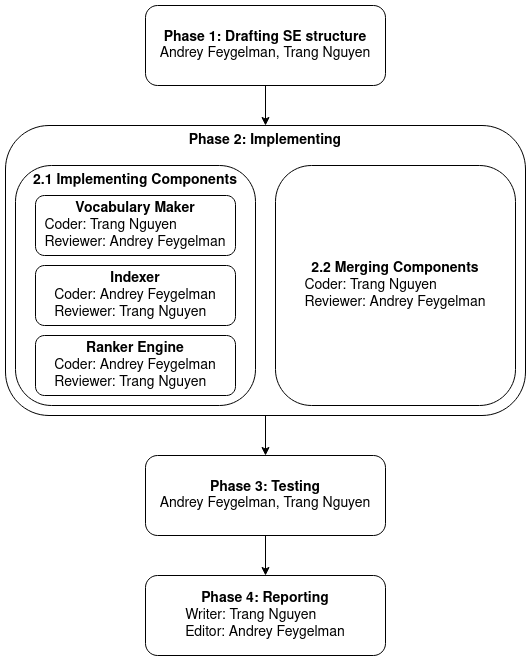 Phase 1: Drafting SE structure
Andrey Feygelman, Trang Nguyen
Phase 2: Implementing
2.1 Implementing Components
Vocabulary Maker
Coder: Trang Nguyen
Reviewer: Andrey Feygelman
Indexer
Coder: Andrey Feygelman
Reviewer: Trang Nguyen
Ranker Engine
Coder: Andrey Feygelman
Reviewer: Trang Nguyen
2.2 Merging Components
Coder: Trang Nguyen
Reviewer: Andrey Feygelman
Phase 3: Testing
Andrey Feygelman, Trang Nguyen
Phase 4: Reporting
Writer: Trang Nguyen
Editor: Andrey Feygelman